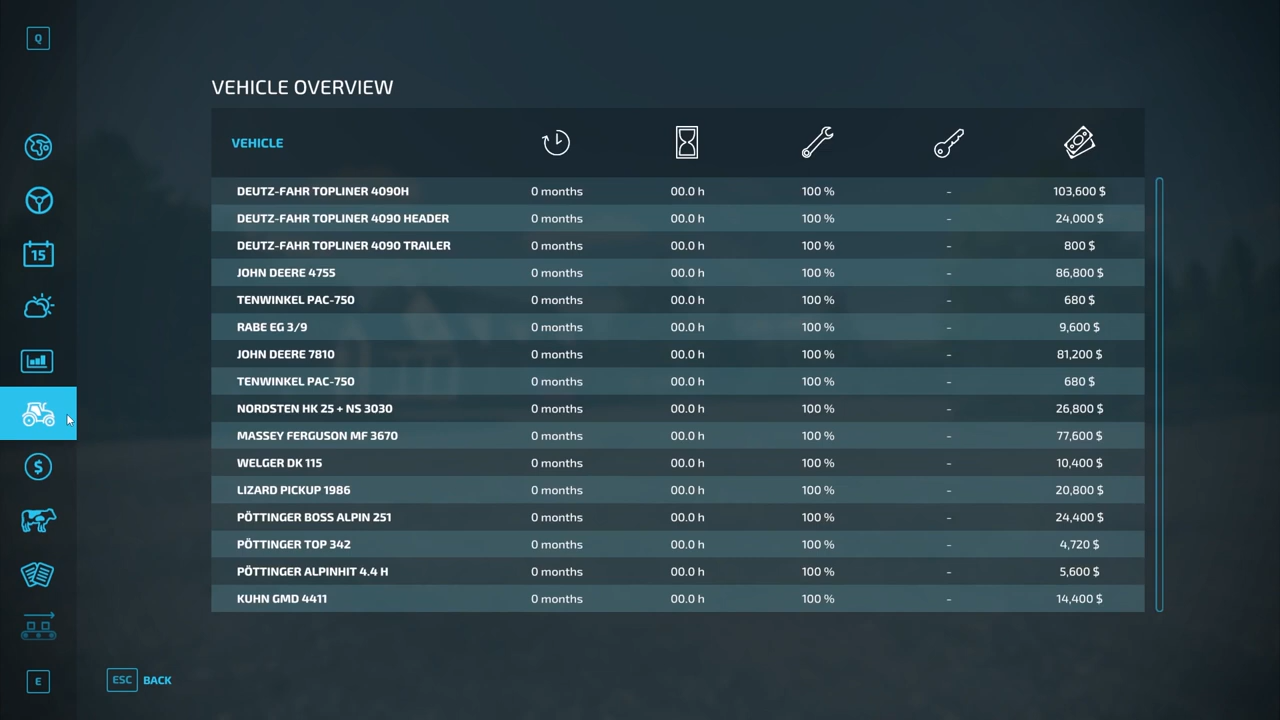 Q
VEHICLE OVERVIEW
VEHICLE
DEUTZ-FAHR TOPLINER 4090H 0 months 00.0 h 100 % - 103,600 $
DEUTZ-FAHR TOPLINER 4090 HEADER 0 months 00.0 h 100 % - 24,000 $
DEUTZ-FAHR TOPLINER 4090 TRAILER 0 months 00.0 h 100 % - 800 $
JOHN DEERE 4755 0 months 00.0 h 100 % - 86,800 $
TENWINKEL PAC-750 0 months 00.0 h 100 % - 680 $
RABE EG 3/9 0 months 00.0 h 100 % - 9,600 $
JOHN DEERE 7810 0 months 00.0 h 100 % - 81,200 $
TENWINKEL PAC-750 0 months 00.0 h 100 % - 680 $
NORDSTEN HK 25 + NS 3030 0 months 00.0 h 100 % - 26,800 $
MASSEY FERGUSON MF 3670 0 months 00.0 h 100 % - 77,600 $
WELGER DK 115 0 months 00.0 h 100 % - 10,400 $
LIZARD PICKUP 1986 0 months 00.0 h 100 % - 20,800 $
PÖTTINGER BOSS ALPIN 251 0 months 00.0 h 100 % - 24,400 $
PÖTTINGER TOP 342 0 months 00.0 h 100 % - 4,720 $
PÖTTINGER ALPINHIT 4.4 H 0 months 00.0 h 100 % - 5,600 $
KUHN GMD 4411 0 months 00.0 h 100 % - 14,400 $
15
$
E
ESC BACK